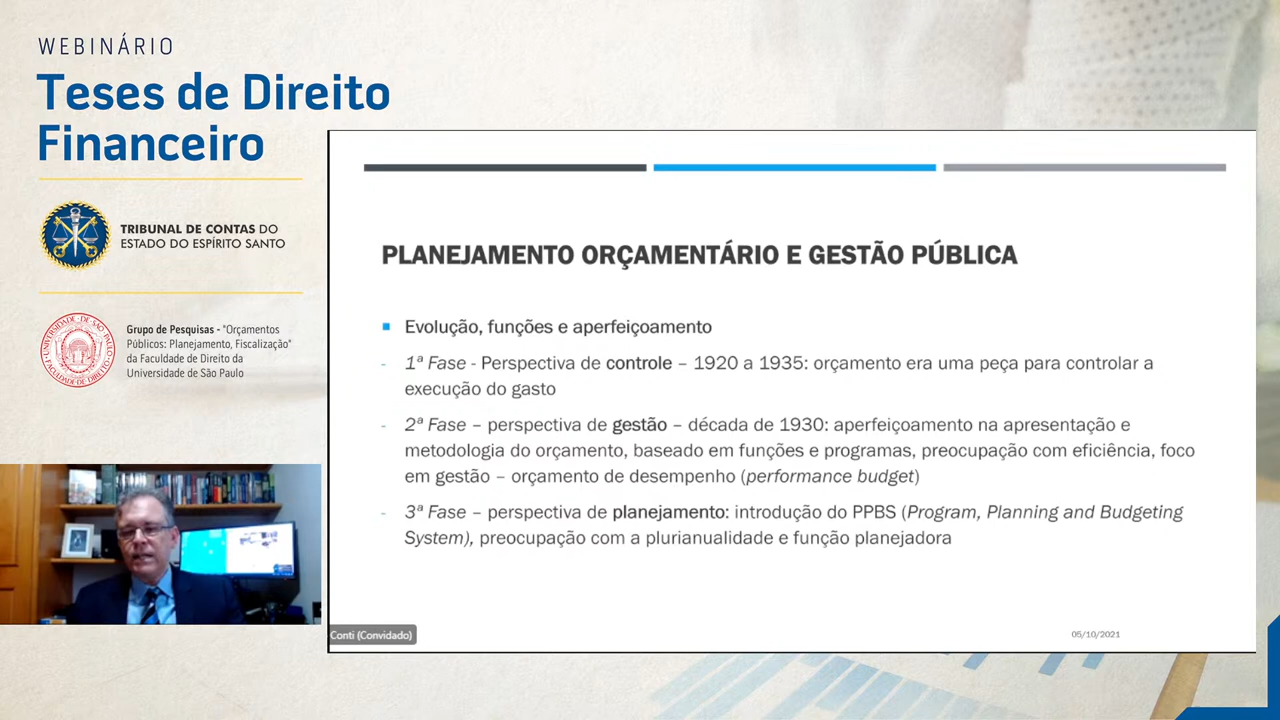 WEBINÁRIO
Teses de Direito
Financeiro
TRIBUNAL DE CONTAS DO
ESTADO DO ESPÍRITO SANTO
Grupo de Pesquisas - "Orçamentos
Públicos: Planejamento, Fiscalização"
da Faculdade de Direito da
Universidade de São Paulo
PLANEJAMENTO ORÇAMENTÁRIO E GESTÃO PÚBLICA
Evolução, funções e aperfeiçoamento
- 1ª Fase - Perspectiva de controle – 1920 a 1935: orçamento era uma peça para controlar a
execução do gasto
- 2ª Fase – perspectiva de gestão – década de 1930: aperfeiçoamento na apresentação e
metodologia do orçamento, baseado em funções e programas, preocupação com eficiência, foco
em gestão – orçamento de desempenho (performance budget)
- 3ª Fase – perspectiva de planejamento: introdução do PPBS (Program, Planning and Budgeting
System), preocupação com a plurianualidade e função planejadora
Conti (Convidado)
05/10/2021